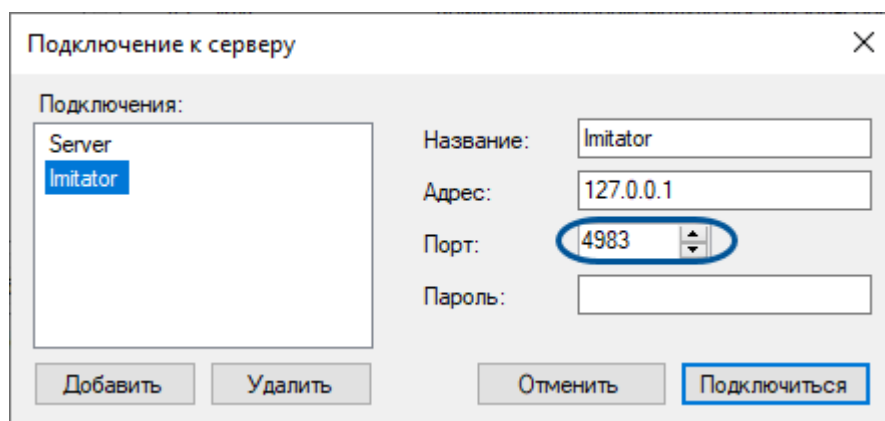 Подключение к серверу
Подключения:
Server
Imitator
Название: Imitator
Адрес: 127.0.0.1
Порт: 4983
Пароль:
Добавить Удалить Отменить Подключиться